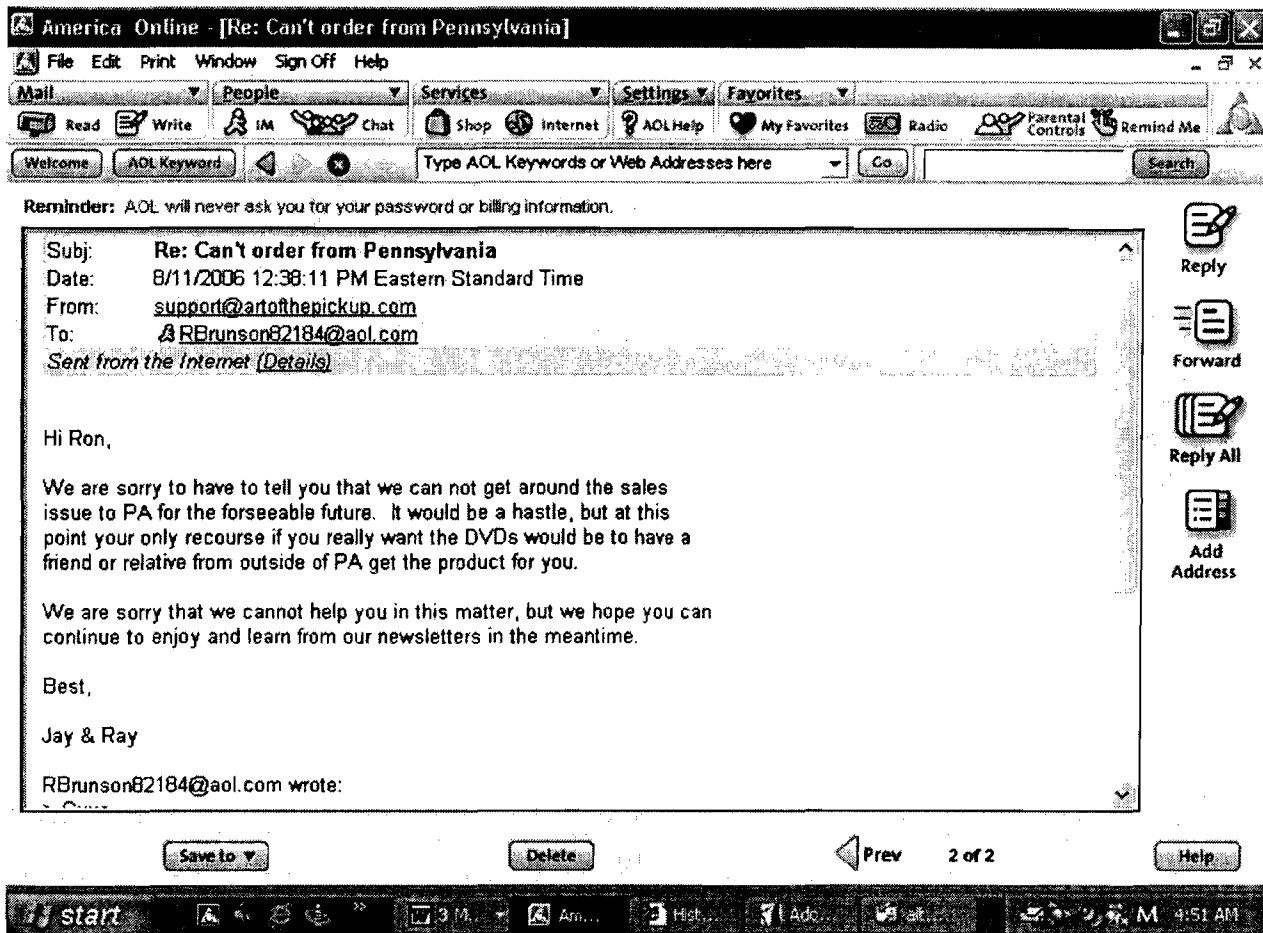 America Online - [Re: Can't order from Pennsylvania]
File Edit Print Window Sign Off Help
Mail People Services Settings Favorites
Read Write IM Chat Shop Internet AOL Help My Favorites Radio Parental Controls Remind Me
Welcome AOL Keyword Type AOL Keywords or Web Addresses here Go Search
Reminder: AOL will never ask you for your password or billing information.
Subj: Re: Can't order from Pennsylvania
Date: 8/11/2006 12:38:11 PM Eastern Standard Time
From: support@artofthepickup.com
To: RBrunson82184@aol.com
Sent from the Internet (Details)
Hi Ron,
We are sorry to have to tell you that we can not get around the sales
issue to PA for the forseeable future. It would be a hastle, but at this
point your only recourse if you really want the DVDs would be to have a
friend or relative from outside of PA get the product for you.
We are sorry that we cannot help you in this matter, but we hope you can
continue to enjoy and learn from our newsletters in the meantime.
Best,
Jay & Ray
RBrunson82184@aol.com wrote:
Reply
Forward
Reply All
Add
Address
Save to Delete Prev 2 of 2 Help
start 3 M... Am... Hist... Ado... alt... M 4:51 AM